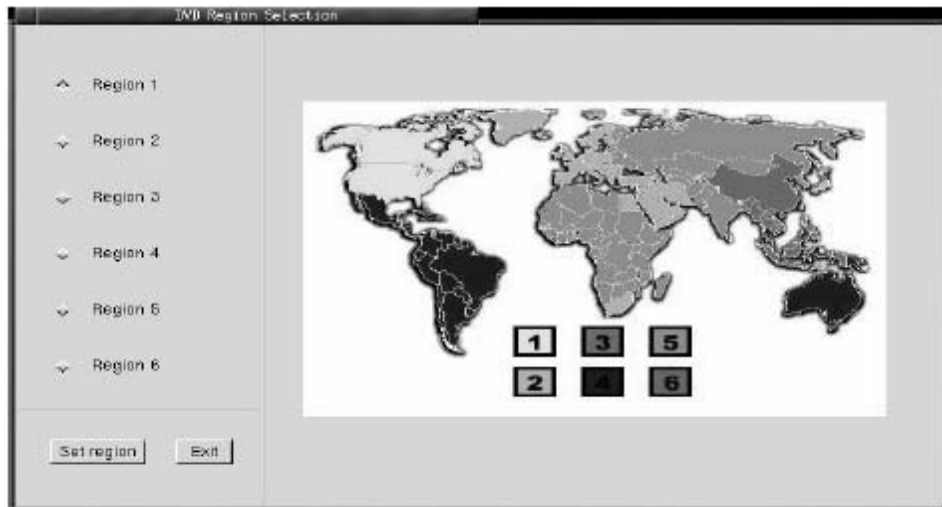 DVD Region Selection
Region 1
Region 2
Region 3
Region 4
Region 5
Region 6
Set region
Exit
1 3 5
2 4 6